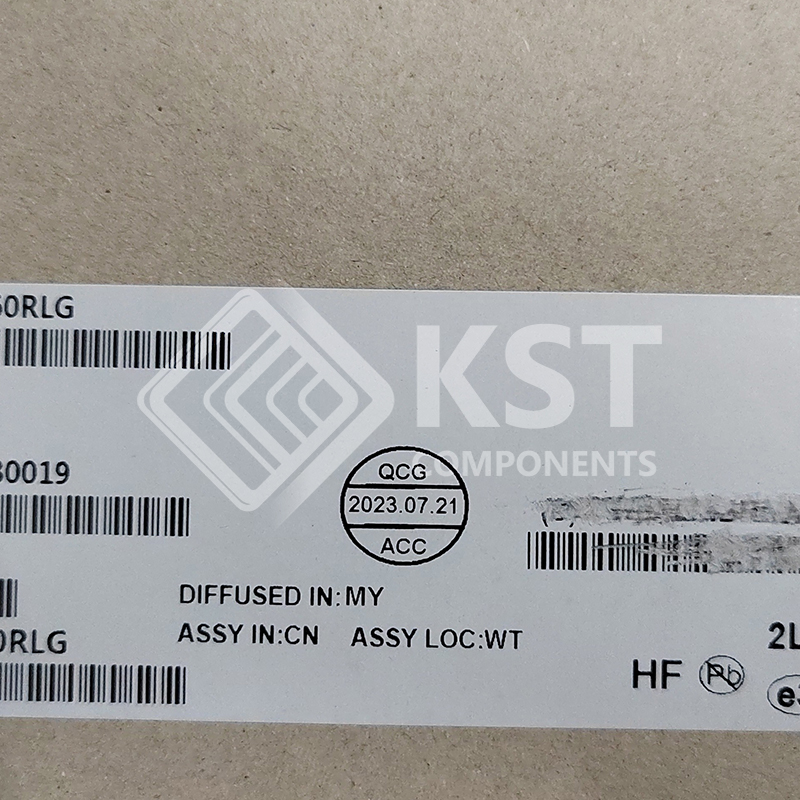 60RLG
KST
COMPONENTS
30019
QCG
2023.07.21
ACC
DIFFUSED IN:MY
ASSY IN:CN ASSY LOC:WT
0RLG
2L
HF Pb
e3